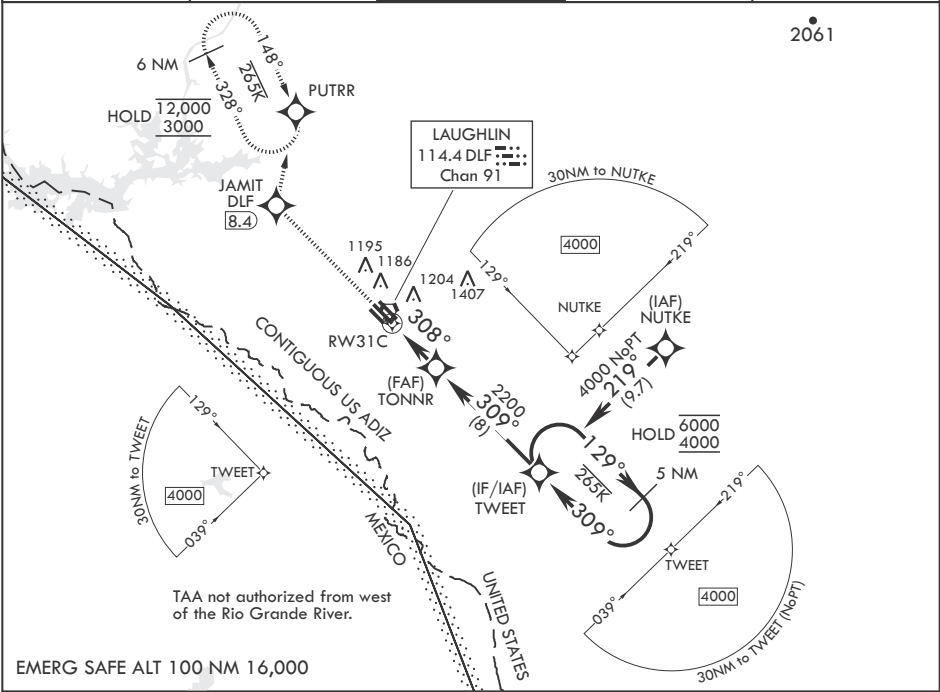 2061
148°
6 NM
265K
328°
PUTRR
HOLD 12,000
3000
LAUGHLIN
114.4 DLF
Chan 91
JAMIT
DLF
8.4
30NM to NUTKE
4000
129°
219°
NUTKE
(IAF)
NUTKE
1195
1186
1204
1407
308°
RW31C
4000 NoPT
219°
(9.7)
(FAF)
TONNR
2200
309°
(8)
CONTIGUOUS US ADIZ
HOLD 6000
4000
129°
265K
5 NM
309°
(IF/IAF)
TWEET
30NM to TWEET
129°
TWEET
4000
039°
219°
TWEET
4000
039°
30NM to TWEET (NoPT)
MEXICO
UNITED STATES
TAA not authorized from west
of the Rio Grande River.
EMERG SAFE ALT 100 NM 16,000